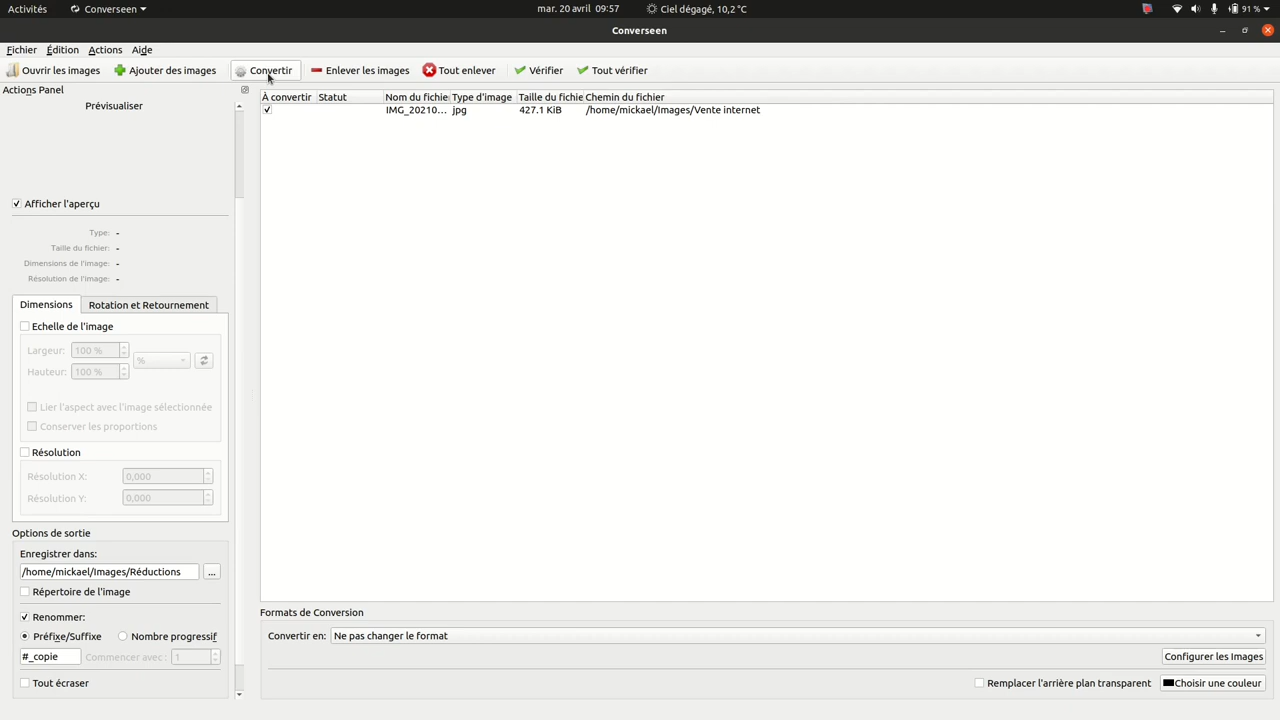 Activités Converseen mar. 20 avril 09:57 Ciel dégagé, 10,2 °C 91 %
Converseen
Fichier Édition Actions Aide
Ouvrir les images Ajouter des images Convertir Enlever les images Tout enlever Vérifier Tout vérifier
Actions Panel
Prévisualiser
Afficher l'aperçu
Type: -
Taille du fichier: -
Dimensions de l'image: -
Résolution de l'image: -
Dimensions Rotation et Retournement
Echelle de l'image
Largeur: 100 % %
Hauteur: 100 %
Lier l'aspect avec l'image sélectionnée
Conserver les proportions
Résolution
Résolution X: 0,000
Résolution Y: 0,000
Options de sortie
Enregistrer dans:
/home/mickael/Images/Réductions ...
Répertoire de l'image
Renommer:
Préfixe/Suffixe Nombre progressif
#_copie Commencer avec : 1
Tout écraser
À convertir Statut Nom du fichie Type d'image Taille du fichie Chemin du fichier
IMG_20210... jpg 427.1 KiB /home/mickael/Images/Vente internet
Formats de Conversion
Convertir en: Ne pas changer le format
Configurer les Images
Remplacer l'arrière plan transparent Choisir une couleur